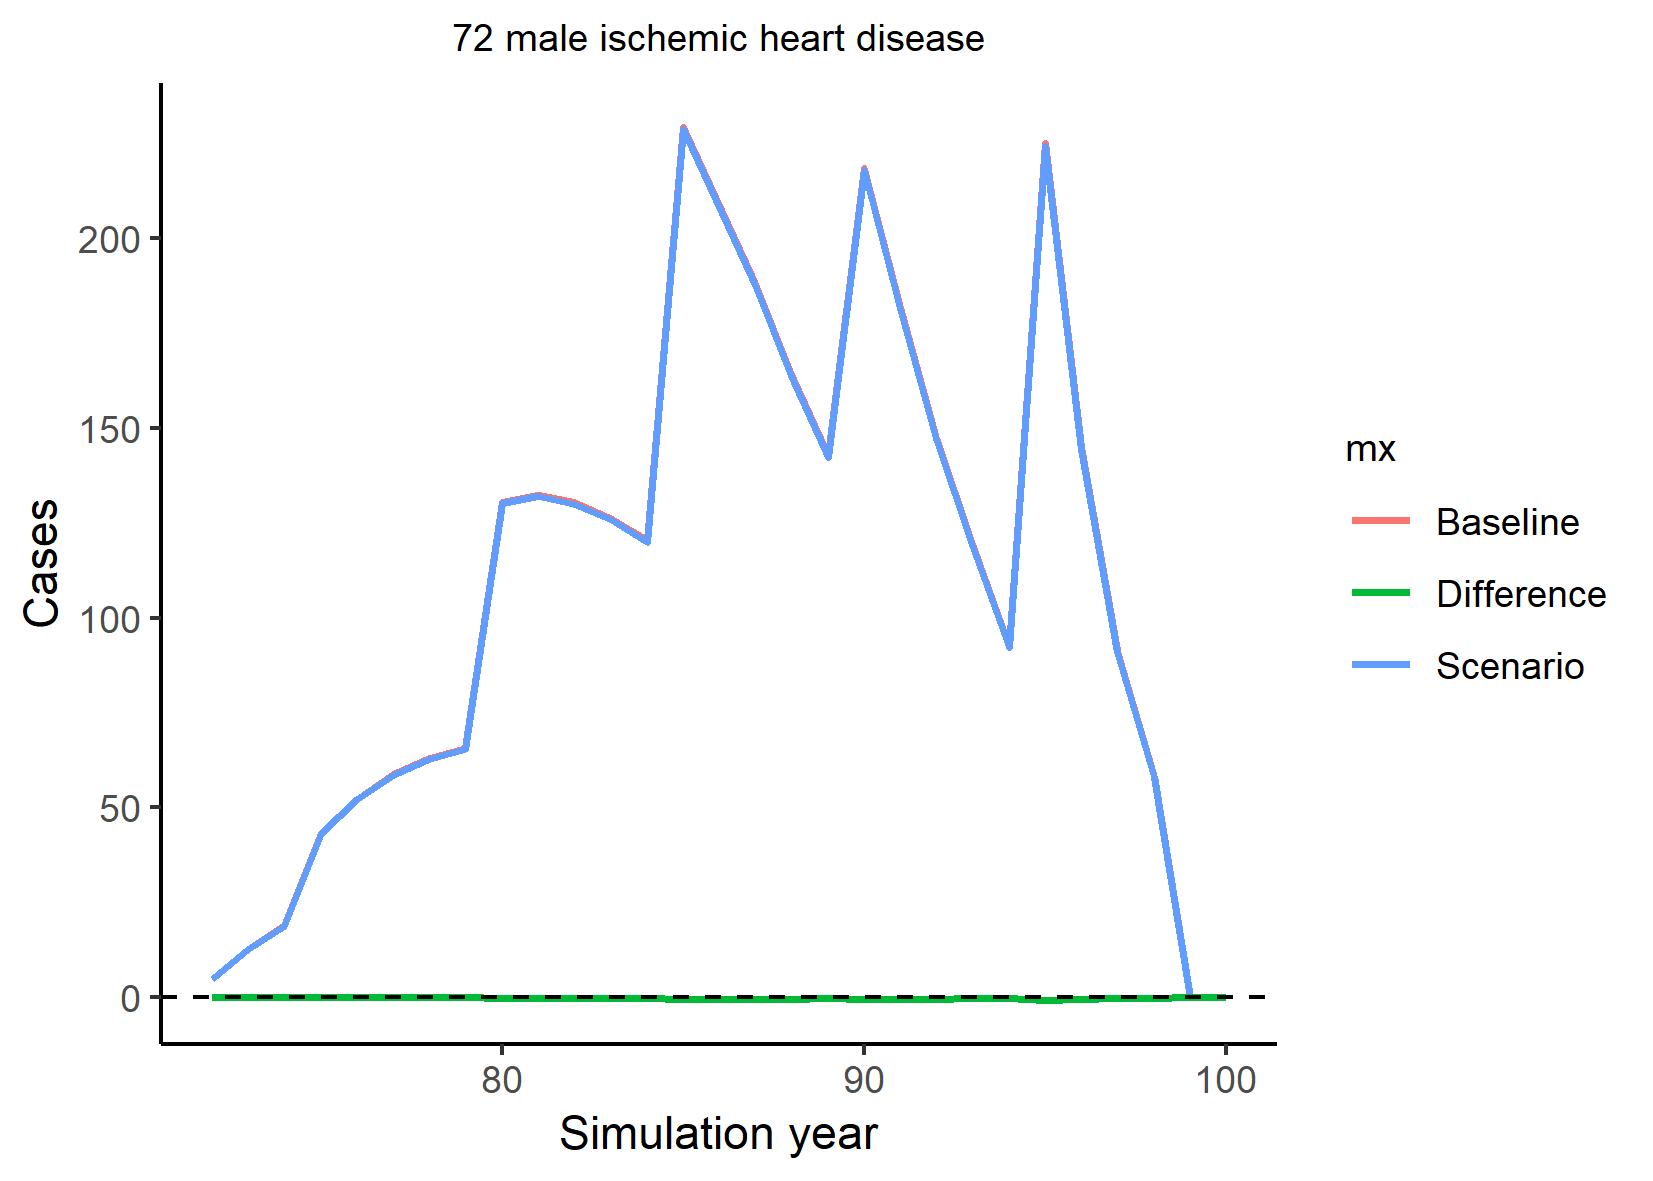 72 male ischemic heart disease
Cases
200
150
100
50
0
80 90 100
Simulation year
mx
Baseline
Difference
Scenario